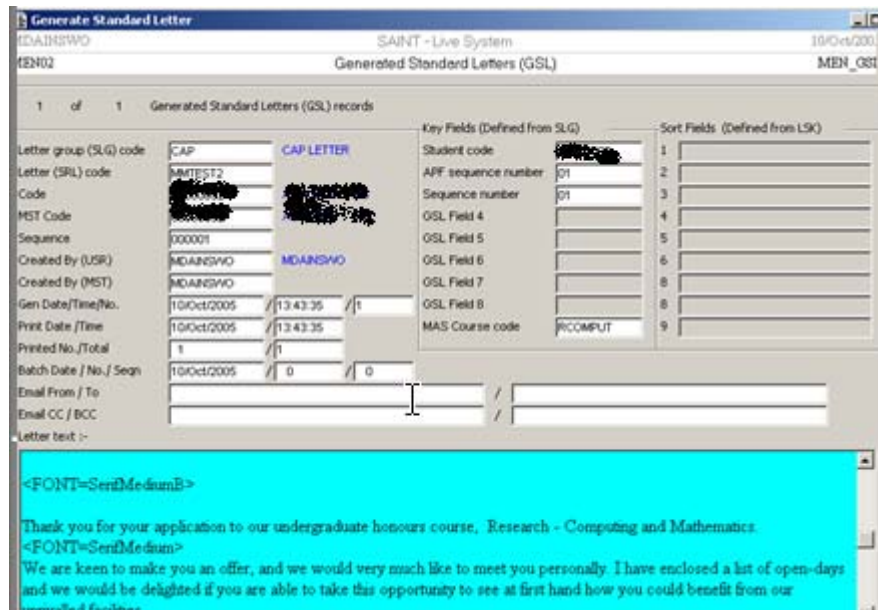 Generate Standard Letter
MDAINSWO SAINT - Live System 10/Oct/200
MEN02 Generated Standard Letters (GSL) MEN_GSL
1 of 1 Generated Standard Letters (GSL) records
Key Fields (Defined from SLG) Sort Fields (Defined from LSK)
Letter group (SLG) code CAP CAP LETTER Student code 1
Letter (SRL) code MMTEST2 APF sequence number 01 2
Code Sequence number 01 3
MST Code GSL Field 4 4
Sequence 000001 GSL Field 5 5
Created By (USR) MDAINSWO MDAINSWO GSL Field 6 6
Created By (MST) MDAINSWO GSL Field 7 8
Gen Date/Time/No. 10/Oct/2005 / 13:43:35 / 1 GSL Field 8 8
Print Date /Time 10/Oct/2005 / 13:43:35 MAS Course code RCOMPUT 9
Printed No./Total 1 / 1
Batch Date / No./ Seqn 10/Oct/2005 / 0 / 0
Email From / To /
Email CC / BCC /
Letter text :-
<FONT=SerifMediumB>
Thank you for your application to our undergraduate honours course, Research - Computing and Mathematics.
<FONT=SerifMedium>
We are keen to make you an offer, and we would very much like to meet you personally. I have enclosed a list of open-days
and we would be delighted if you are able to take this opportunity to see at first hand how you could benefit from our